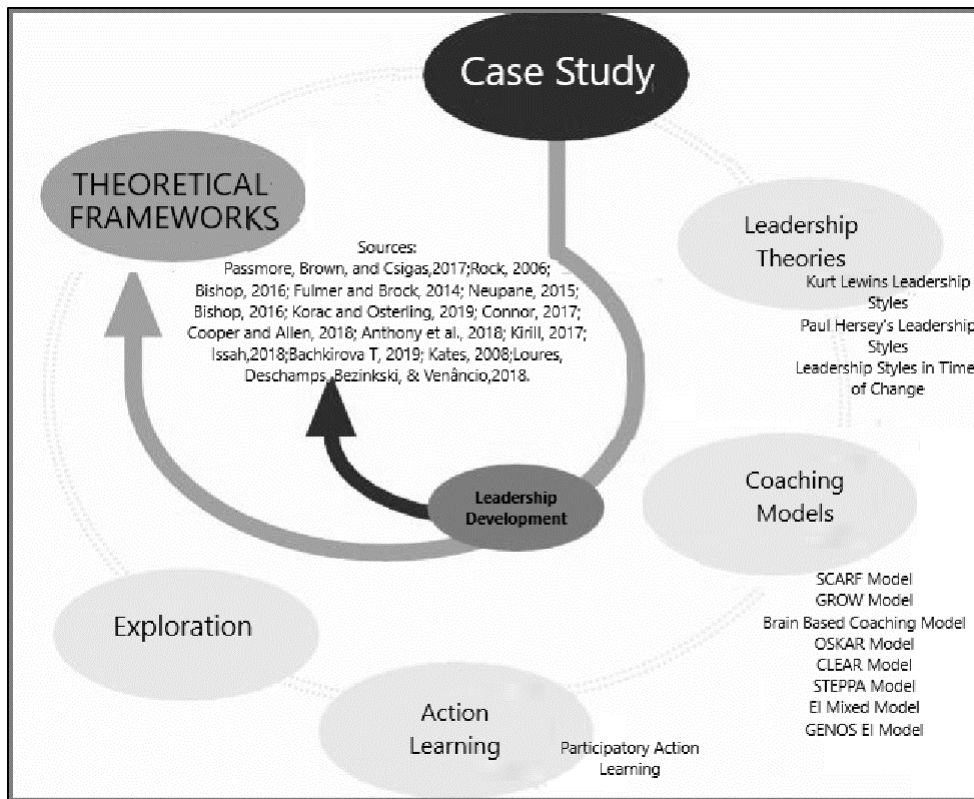 Case Study
THEORETICAL
FRAMEWORKS
Sources:
Passmore, Brown, and Csigas,2017;Rock, 2006;
Bishop, 2016; Fulmer and Brock, 2014; Neupane, 2015;
Bishop, 2016; Korac and Osterling, 2019; Connor, 2017;
Cooper and Allen, 2018; Anthony et al., 2018; Kirill, 2017;
Issah,2018;Bachkirova T, 2019; Kates, 2008;Loures,
Deschamps, Bezinkski, & Venâncio,2018.
Leadership
Theories
Kurt Lewins Leadership
Styles
Paul Hersey's Leadership
Styles
Leadership Styles in Time
of Change
Leadership
Development
Coaching
Models
SCARF Model
GROW Model
Brain Based Coaching Model
OSKAR Model
CLEAR Model
STEPPA Model
EI Mixed Model
GENOS EI Model
Exploration
Action
Learning
Participatory Action
Learning